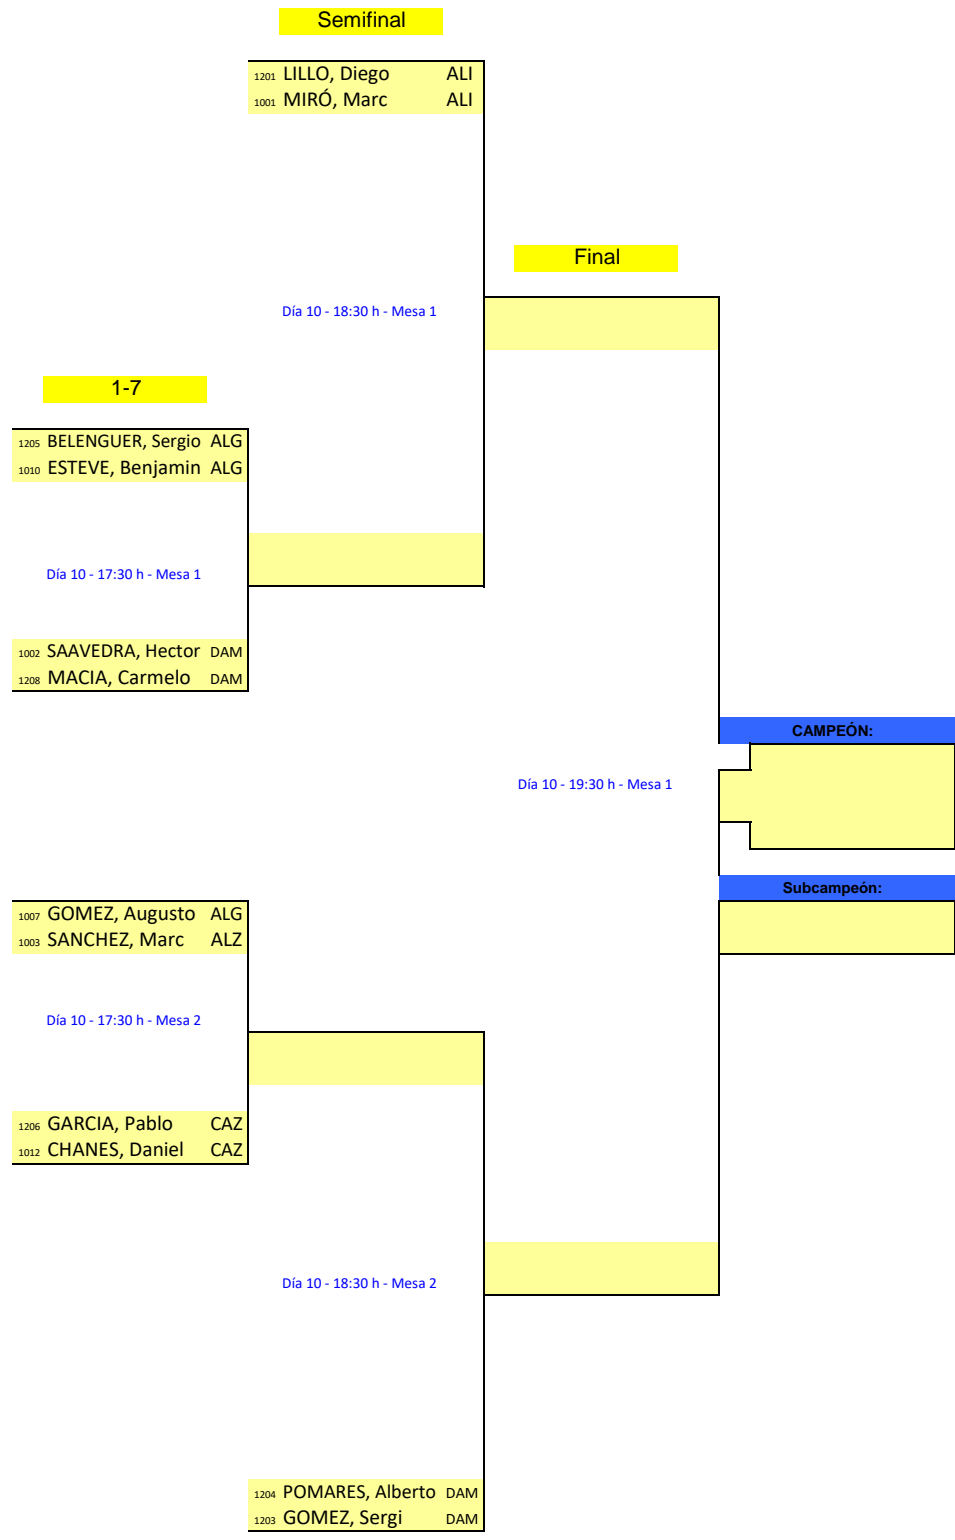 Semifinal
1201 LILLO, Diego ALI
1001 MIRÓ, Marc ALI
Final
Día 10 - 18:30 h - Mesa 1
1-7
1205 BELENGUER, Sergio ALG
1010 ESTEVE, Benjamin ALG
Día 10 - 17:30 h - Mesa 1
1002 SAAVEDRA, Hector DAM
1208 MACIA, Carmelo DAM
CAMPEÓN:
Día 10 - 19:30 h - Mesa 1
Subcampeón:
1007 GOMEZ, Augusto ALG
1003 SANCHEZ, Marc ALZ
Día 10 - 17:30 h - Mesa 2
1206 GARCIA, Pablo CAZ
1012 CHANES, Daniel CAZ
Día 10 - 18:30 h - Mesa 2
1204 POMARES, Alberto DAM
1203 GOMEZ, Sergi DAM